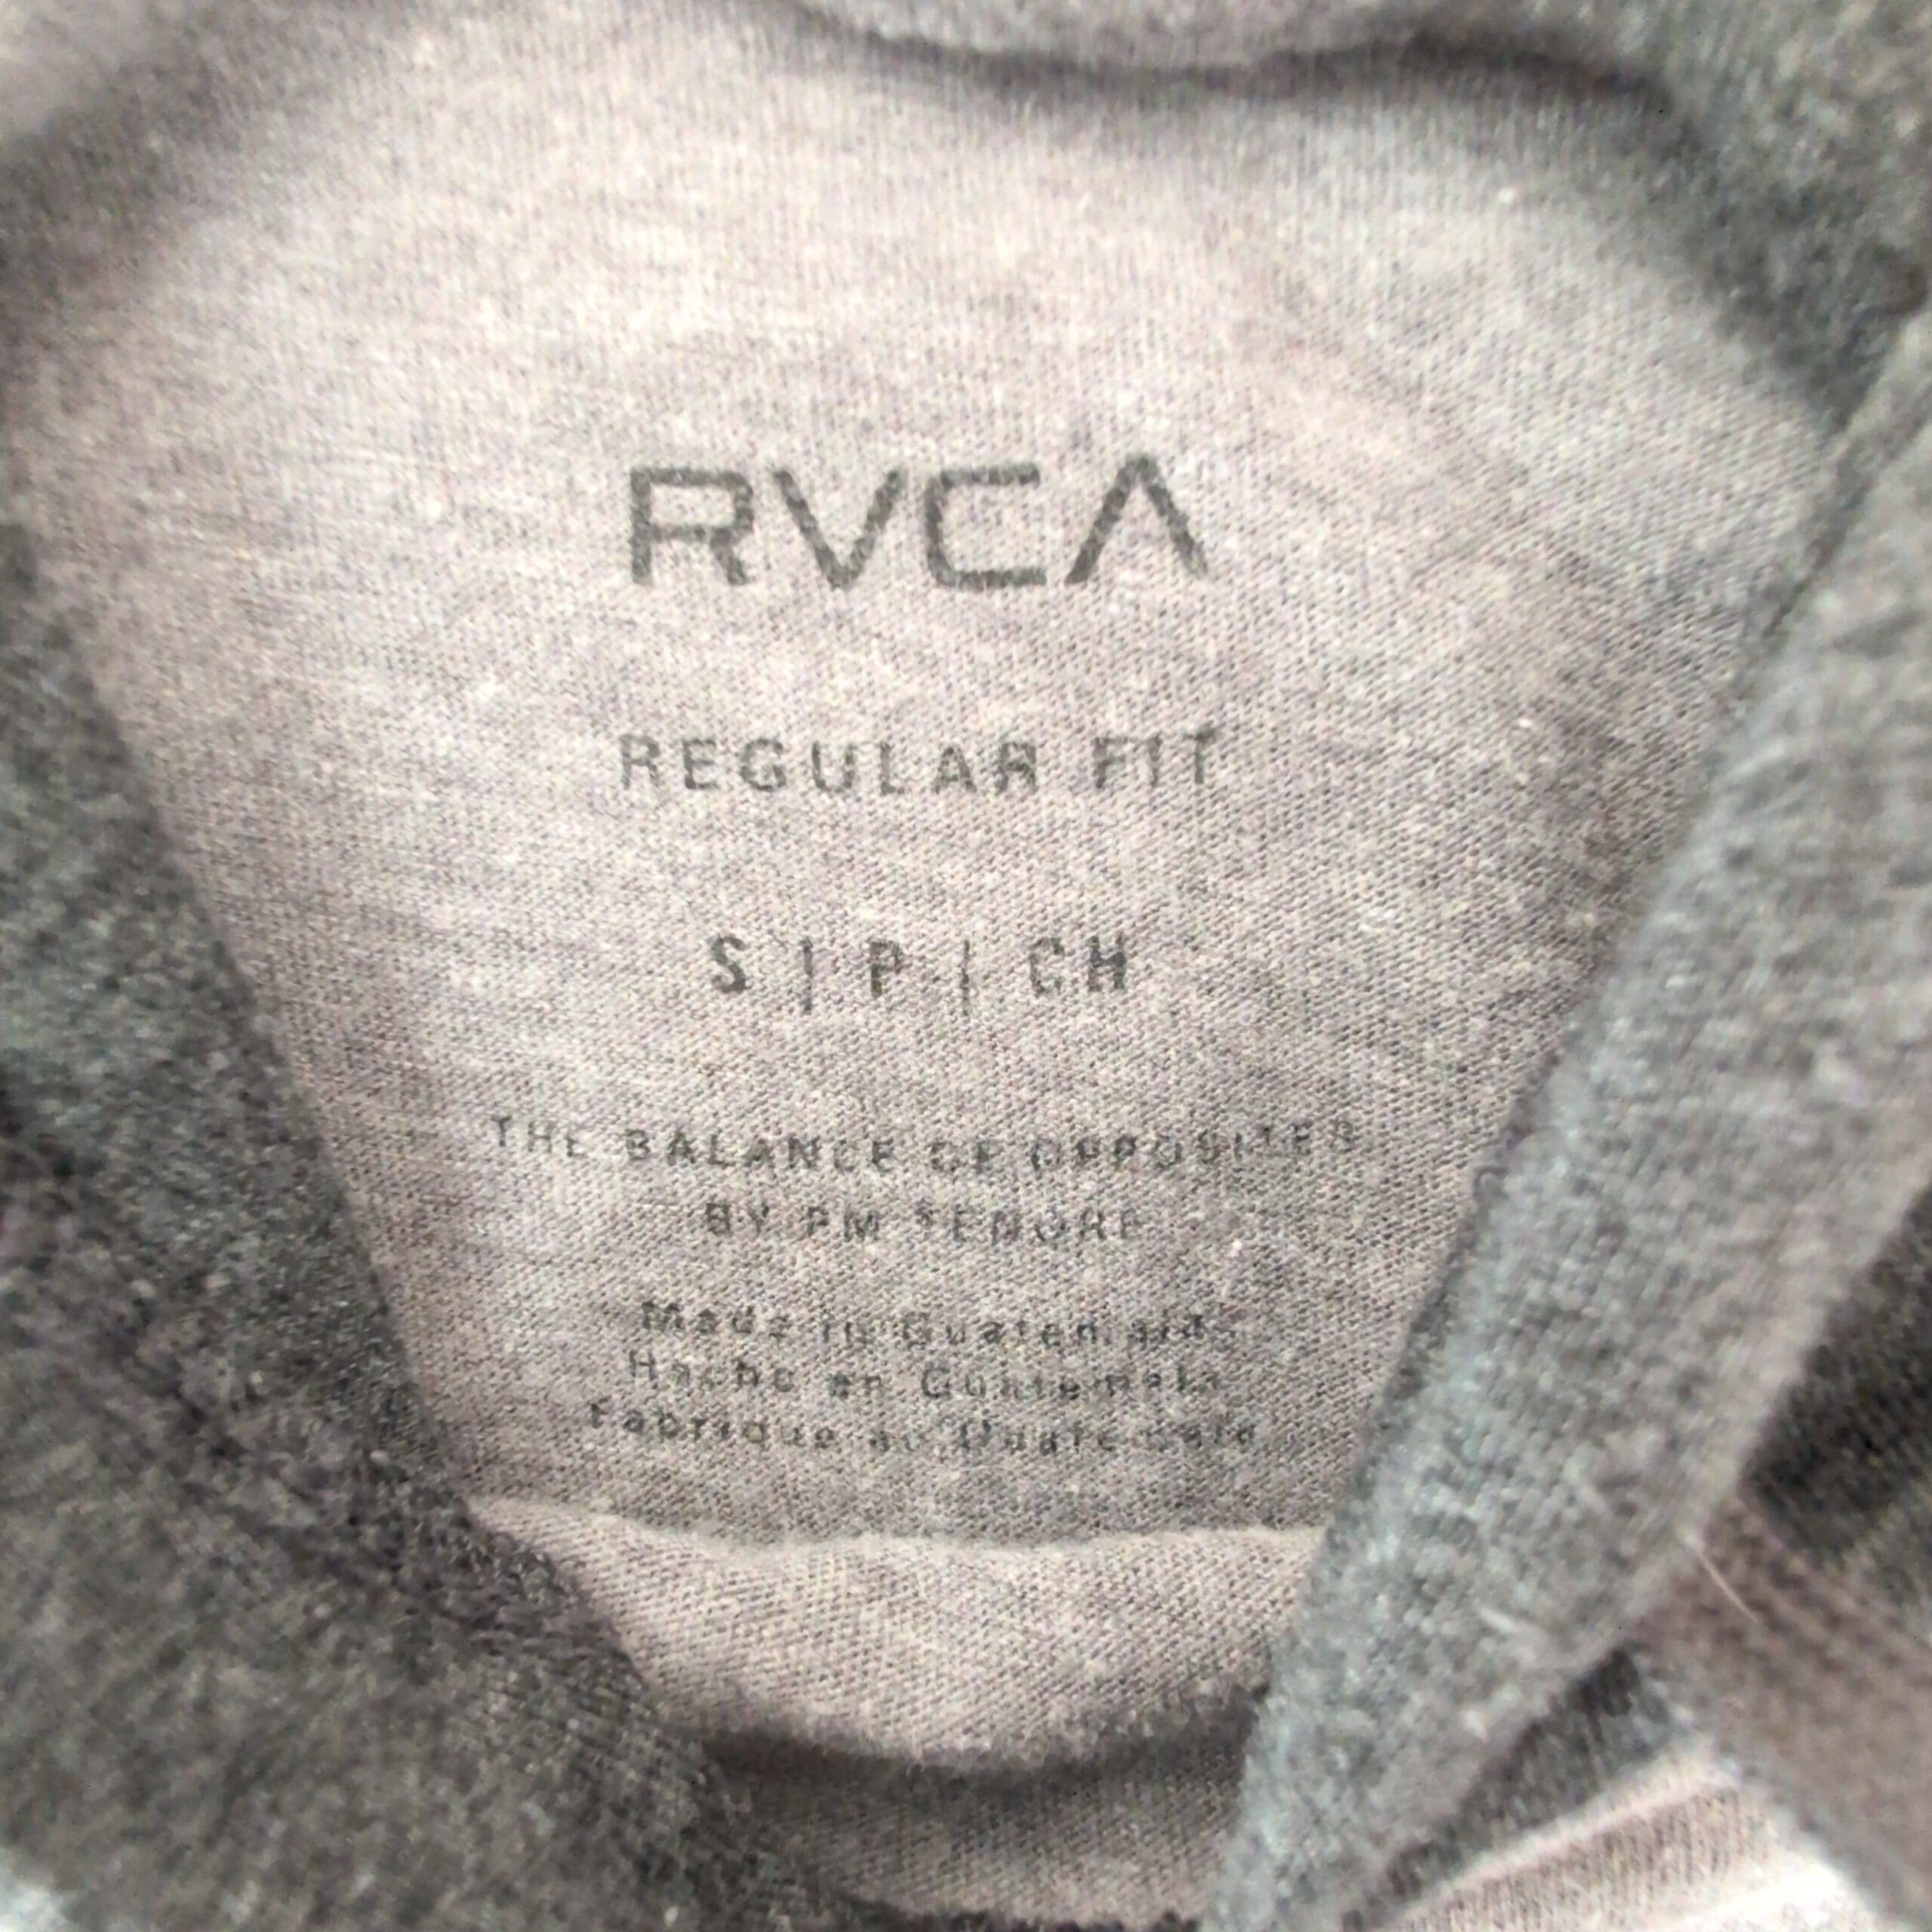 RVCA
REGULAR FIT
S | P | CH
THE BALANCE OF OPPOSITES
BY PM TENORE
Made in Guatemala
Hecho en Guatemala
Fabriqué au Guatemala